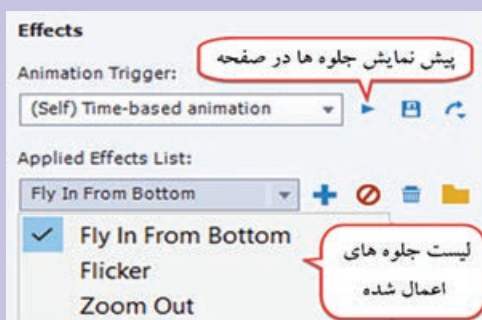 Effects
پیش نمایش جلوه ها در صفحه
Animation Trigger:
(Self) Time-based animation
Applied Effects List:
Fly In From Bottom
Fly In From Bottom
Flicker
Zoom Out
لیست جلوه های
اعمال شده